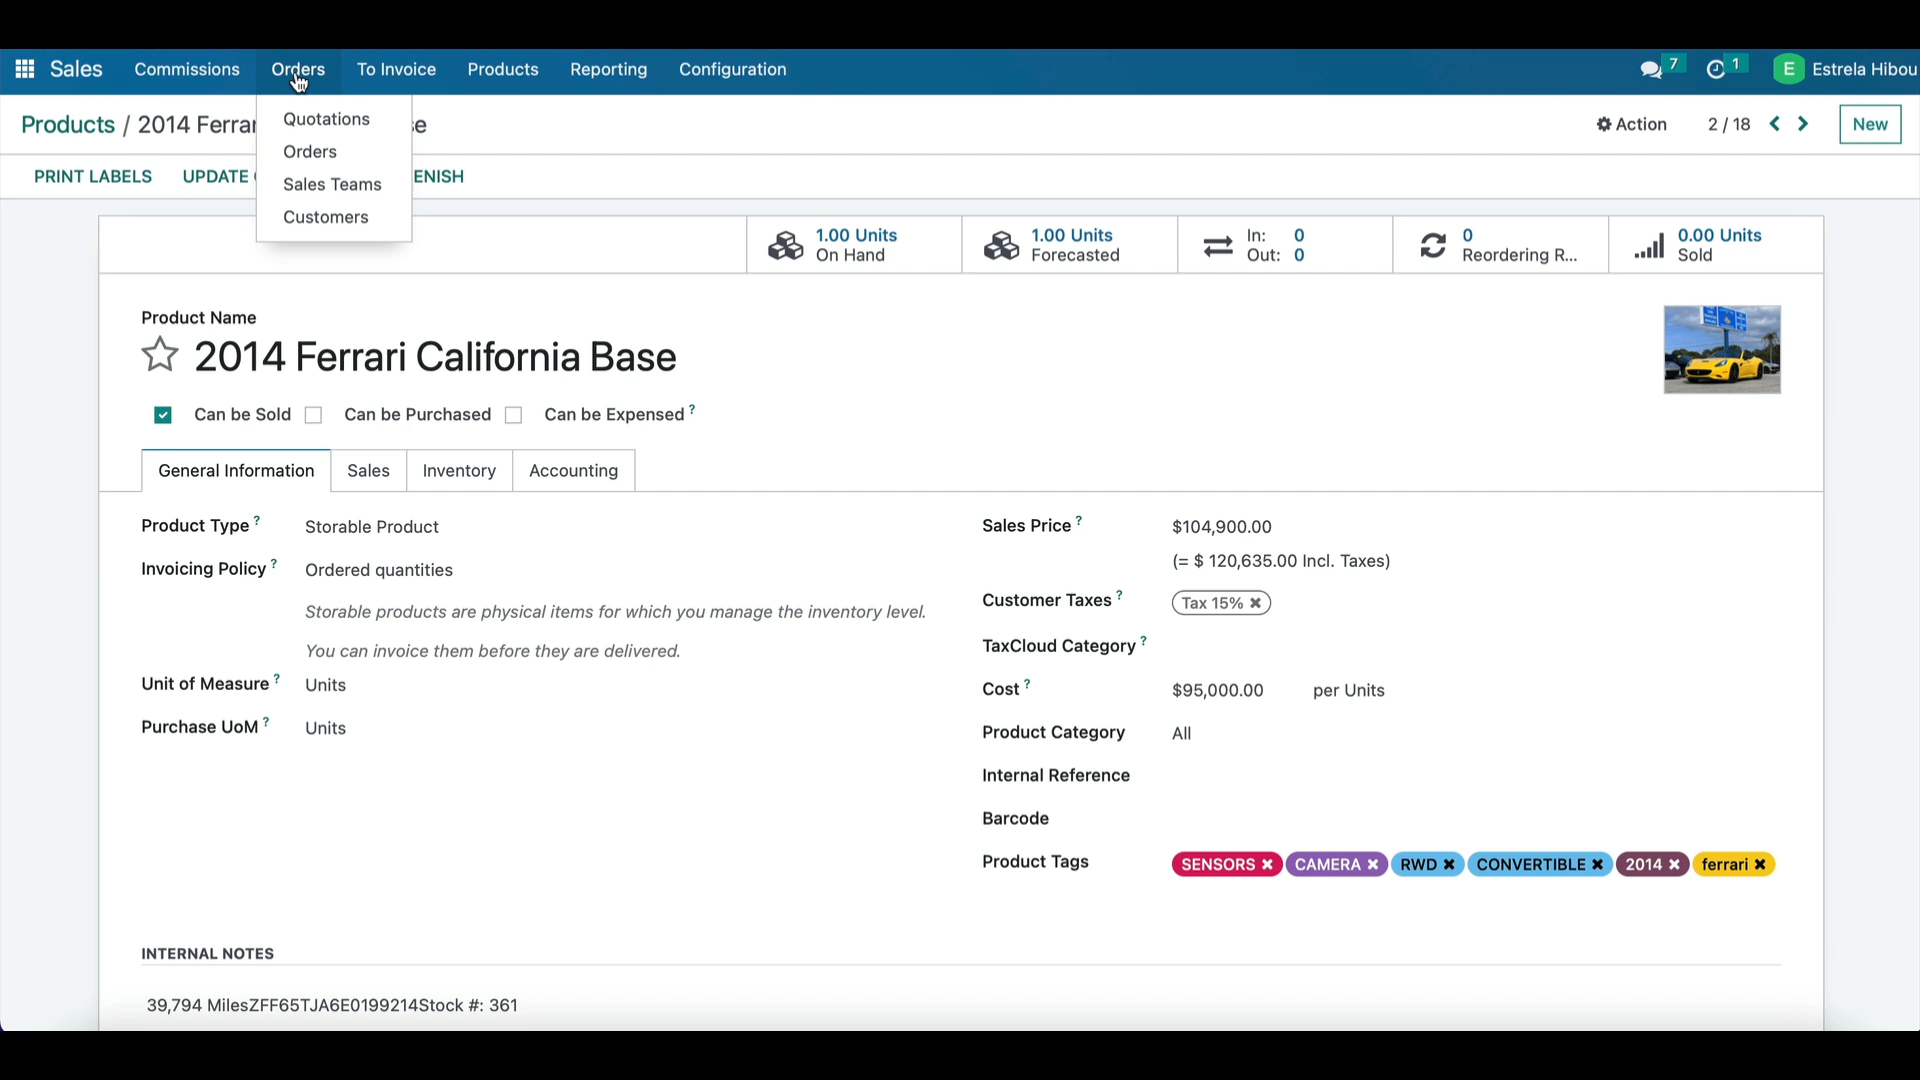 Sales Commissions Orders To Invoice Products Reporting Configuration 7 1 E Estrela Hibou
Products / 2014 Ferrar e Action 2 / 18 New
PRINT LABELS UPDATE ENISH
Quotations
Orders
Sales Teams
Customers
1.00 Units
On Hand
1.00 Units
Forecasted
In: 0
Out: 0
0
Reordering R...
0.00 Units
Sold
Product Name
2014 Ferrari California Base
Can be Sold Can be Purchased Can be Expensed ?
General Information Sales Inventory Accounting
Product Type ? Storable Product
Invoicing Policy ? Ordered quantities
Storable products are physical items for which you manage the inventory level.
You can invoice them before they are delivered.
Unit of Measure ? Units
Purchase UoM ? Units
Sales Price ? $104,900.00
(= $ 120,635.00 Incl. Taxes)
Customer Taxes ? Tax 15% ×
TaxCloud Category ?
Cost ? $95,000.00 per Units
Product Category All
Internal Reference
Barcode
Product Tags SENSORS × CAMERA × RWD × CONVERTIBLE × 2014 × ferrari ×
INTERNAL NOTES
39,794 MilesZFF65TJA6E0199214Stock #: 361